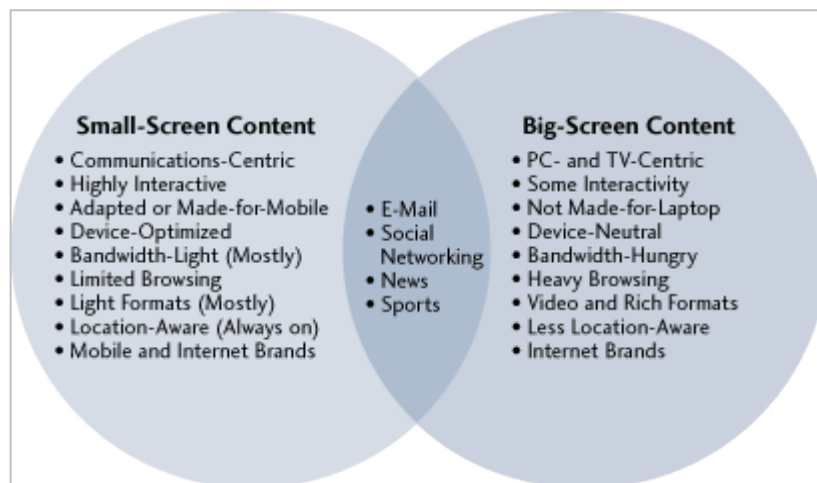 Small-Screen Content
• Communications-Centric
• Highly Interactive
• Adapted or Made-for-Mobile
• Device-Optimized
• Bandwidth-Light (Mostly)
• Limited Browsing
• Light Formats (Mostly)
• Location-Aware (Always on)
• Mobile and Internet Brands
• E-Mail
• Social
Networking
• News
• Sports
Big-Screen Content
• PC- and TV-Centric
• Some Interactivity
• Not Made-for-Laptop
• Device-Neutral
• Bandwidth-Hungry
• Heavy Browsing
• Video and Rich Formats
• Less Location-Aware
• Internet Brands